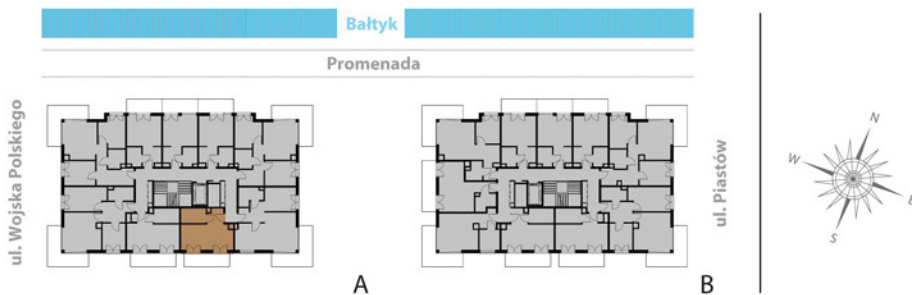 Bałtyk
Promenada
ul. Wojska Polskiego
ul. Piastów
A
B
N
W
E
S